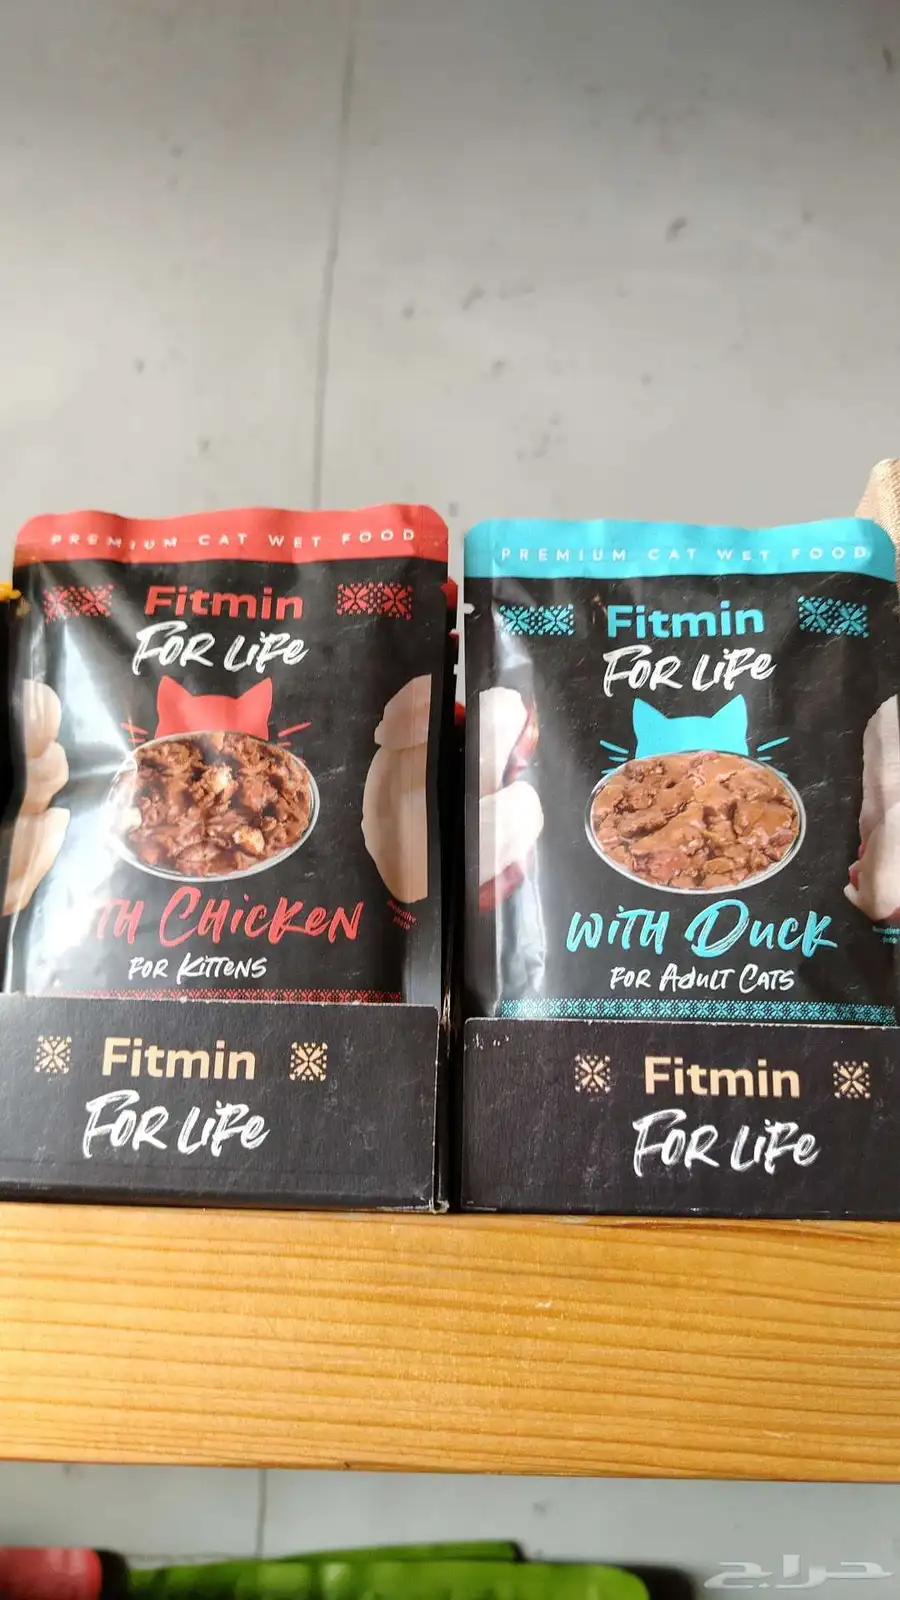 PREMIUM CAT WET FOOD
Fitmin
FOR LIFE
WITH CHICKEN
FOR KITTENS
Fitmin
FOR LIFE
PREMIUM CAT WET FOOD
Fitmin
FOR LIFE
WITH DUCK
FOR ADULT CATS
Fitmin
FOR LIFE
حراج